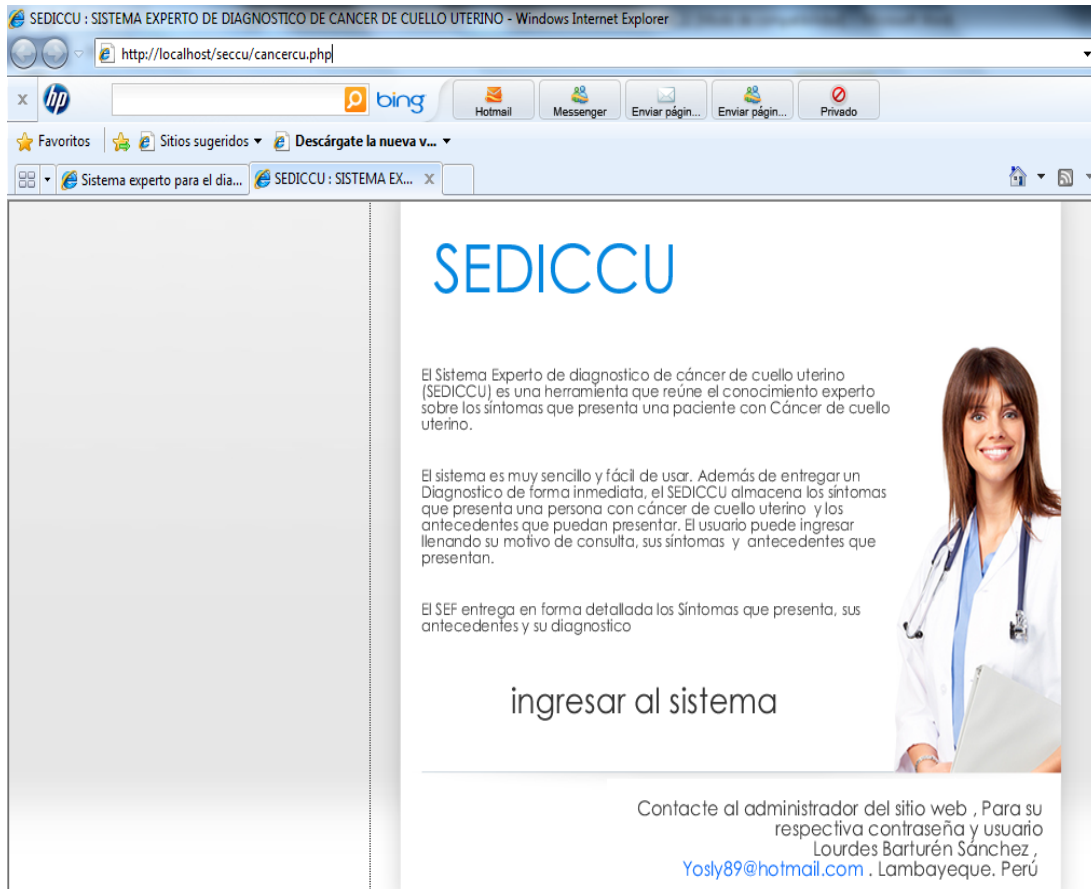 SEDICCU : SISTEMA EXPERTO DE DIAGNOSTICO DE CANCER DE CUELLO UTERINO - Windows Internet Explorer
http://localhost/seccu/cancercu.php
x hp bing Hotmail Messenger Enviar págin... Enviar págin... Privado
Favoritos Sitios sugeridos Descárgate la nueva v...
Sistema experto para el dia... SEDICCU : SISTEMA EX... x
SEDICCU
El Sistema Experto de diagnostico de cáncer de cuello uterino
(SEDICCU) es una herramienta que reúne el conocimiento experto
sobre los síntomas que presenta una paciente con Cáncer de cuello
uterino.
El sistema es muy sencillo y fácil de usar. Además de entregar un
Diagnostico de forma inmediata, el SEDICCU almacena los síntomas
que presenta una persona con cáncer de cuello uterino y los
antecedentes que puedan presentar. El usuario puede ingresar
llenando su motivo de consulta, sus síntomas y antecedentes que
presentan.
El SEF entrega en forma detallada los Síntomas que presenta, sus
antecedentes y su diagnostico
ingresar al sistema
Contacte al administrador del sitio web , Para su
respectiva contraseña y usuario
Lourdes Barturén Sánchez ,
Yosly89@hotmail.com . Lambayeque. Perú